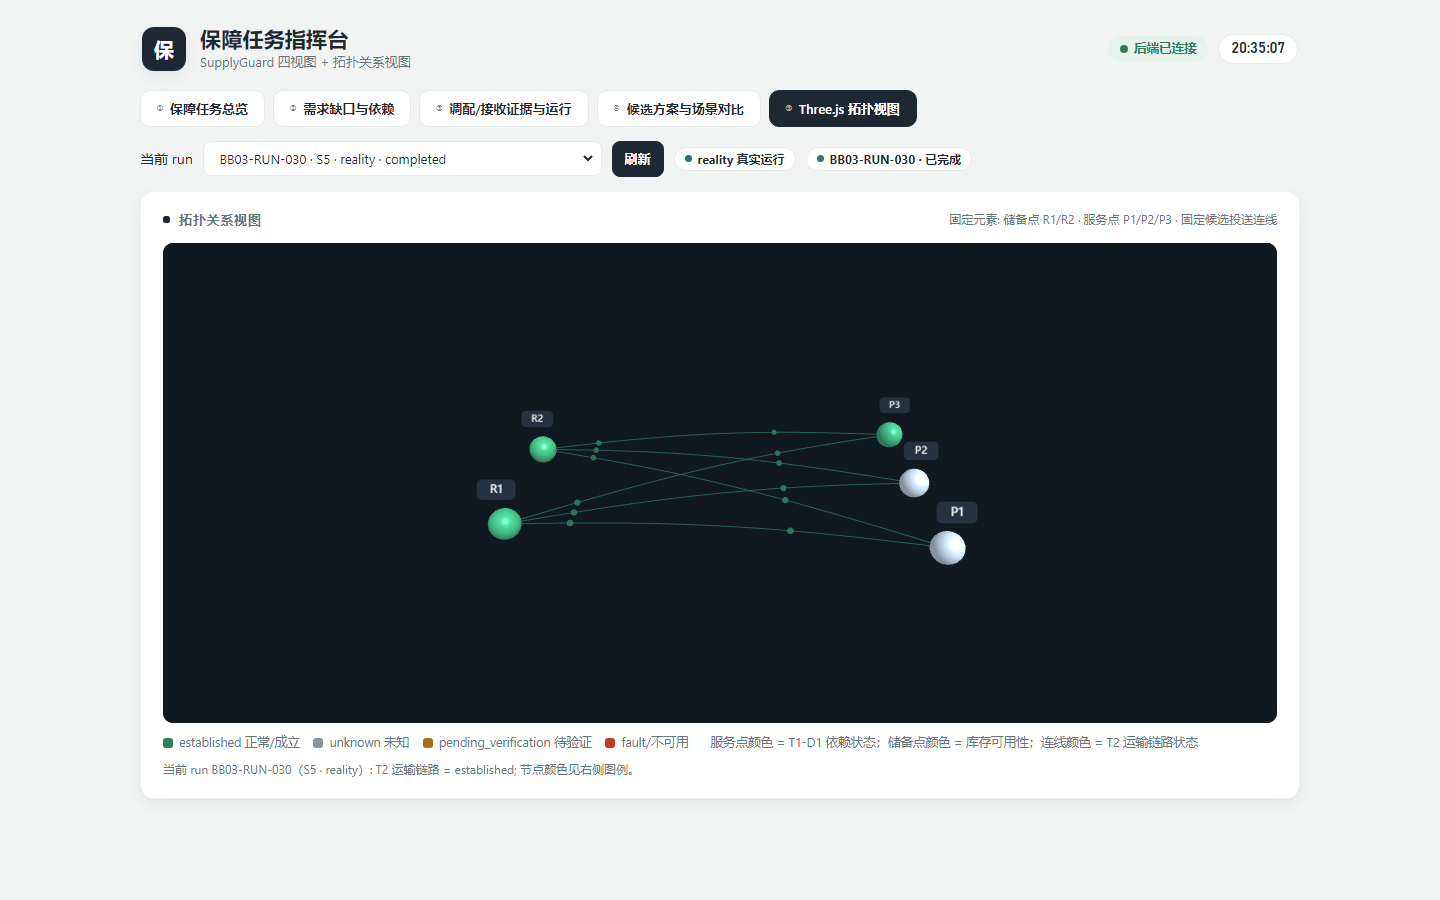 保
保障任务指挥台
SupplyGuard 四视图 + 拓扑关系视图
后端已连接
20:35:07
① 保障任务总览
② 需求缺口与依赖
③ 调配/接收证据与运行
④ 候选方案与场景对比
⑤ Three.js 拓扑视图
当前 run
BB03-RUN-030 · S5 · reality · completed
刷新
reality 真实运行
BB03-RUN-030 · 已完成
拓扑关系视图
固定元素: 储备点 R1/R2 · 服务点 P1/P2/P3 · 固定候选投送连线
P3
R2
P2
R1
P1
established 正常/成立
unknown 未知
pending_verification 待验证
fault/不可用
服务点颜色 = T1-D1 依赖状态；储备点颜色 = 库存可用性；连线颜色 = T2 运输链路状态
当前 run BB03-RUN-030（S5 · reality）: T2 运输链路 = established; 节点颜色见右侧图例。